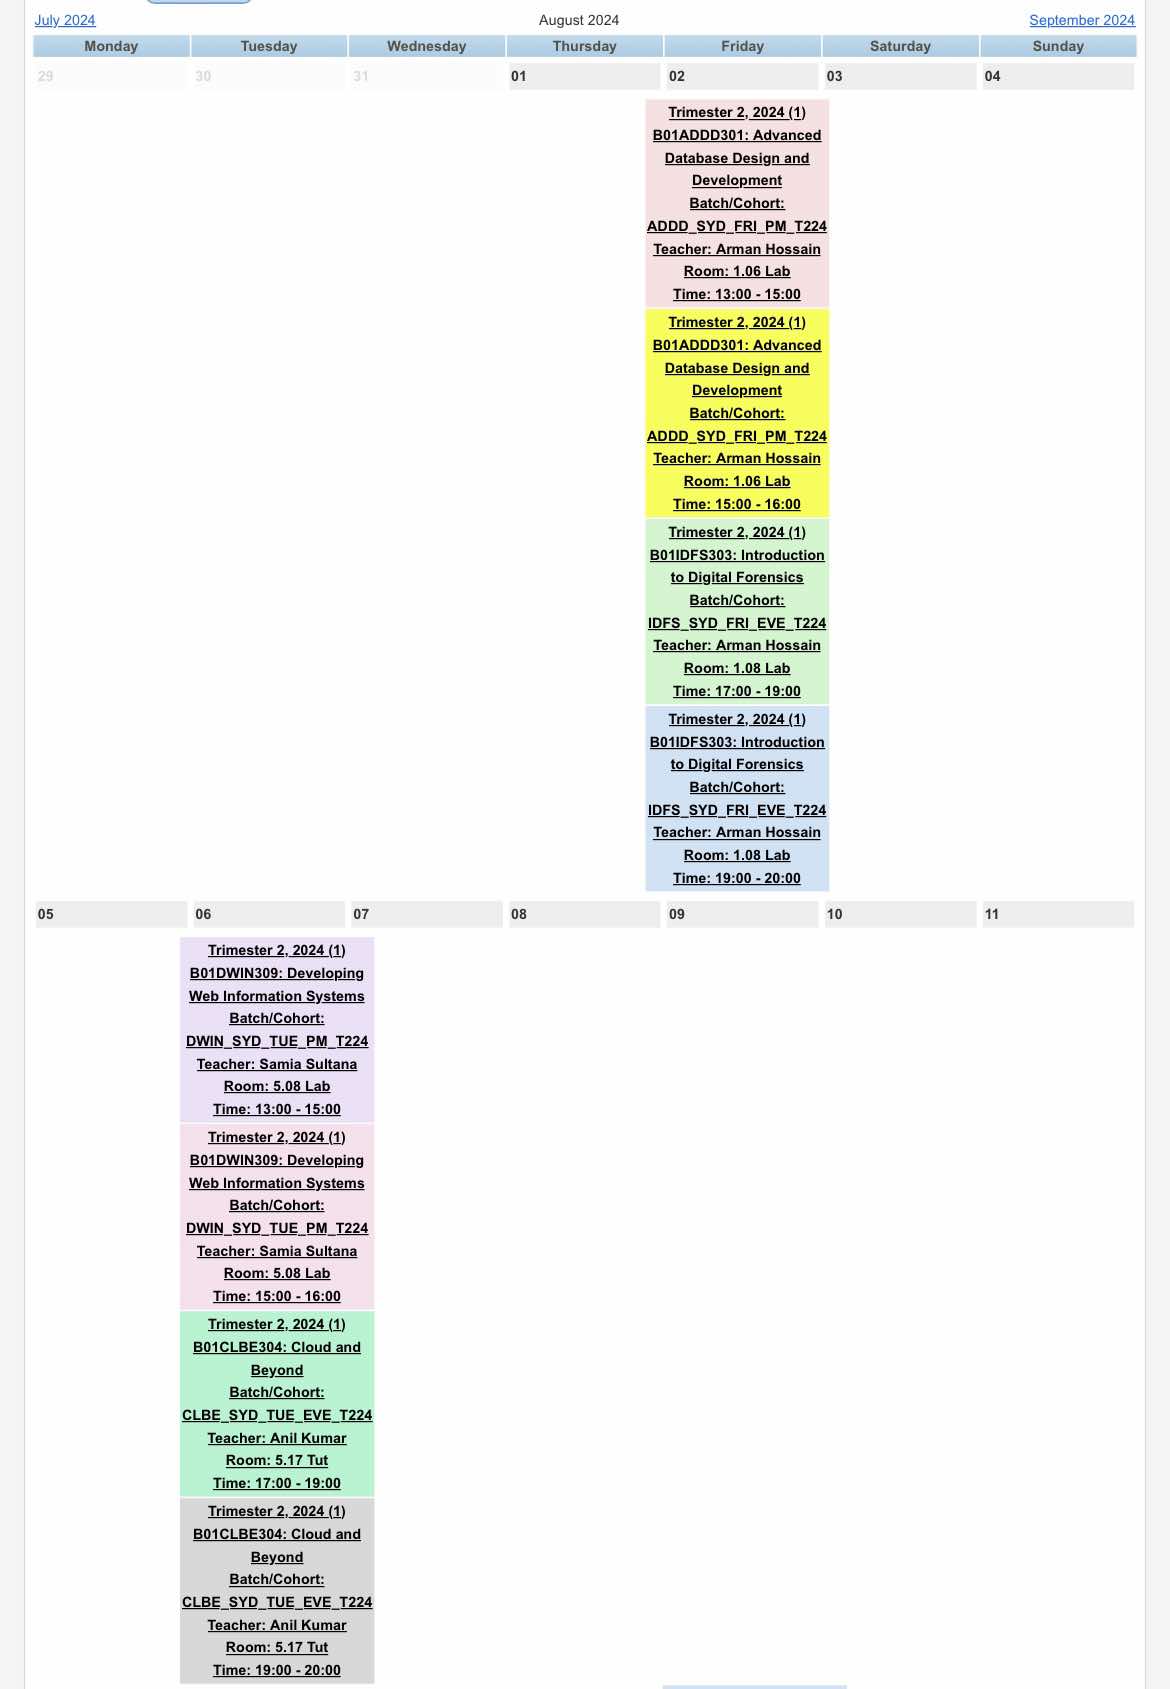 July 2024 August 2024 September 2024
Monday Tuesday Wednesday Thursday Friday Saturday Sunday
29 30 31 01 02 03 04
Trimester 2, 2024 (1)
B01ADDD301: Advanced
Database Design and
Development
Batch/Cohort:
ADDD_SYD_FRI_PM_T224
Teacher: Arman Hossain
Room: 1.06 Lab
Time: 13:00 - 15:00
Trimester 2, 2024 (1)
B01ADDD301: Advanced
Database Design and
Development
Batch/Cohort:
ADDD_SYD_FRI_PM_T224
Teacher: Arman Hossain
Room: 1.06 Lab
Time: 15:00 - 16:00
Trimester 2, 2024 (1)
B01IDFS303: Introduction
to Digital Forensics
Batch/Cohort:
IDFS_SYD_FRI_EVE_T224
Teacher: Arman Hossain
Room: 1.08 Lab
Time: 17:00 - 19:00
Trimester 2, 2024 (1)
B01IDFS303: Introduction
to Digital Forensics
Batch/Cohort:
IDFS_SYD_FRI_EVE_T224
Teacher: Arman Hossain
Room: 1.08 Lab
Time: 19:00 - 20:00
05 06 07 08 09 10 11
Trimester 2, 2024 (1)
B01DWIN309: Developing
Web Information Systems
Batch/Cohort:
DWIN_SYD_TUE_PM_T224
Teacher: Samia Sultana
Room: 5.08 Lab
Time: 13:00 - 15:00
Trimester 2, 2024 (1)
B01DWIN309: Developing
Web Information Systems
Batch/Cohort:
DWIN_SYD_TUE_PM_T224
Teacher: Samia Sultana
Room: 5.08 Lab
Time: 15:00 - 16:00
Trimester 2, 2024 (1)
B01CLBE304: Cloud and
Beyond
Batch/Cohort:
CLBE_SYD_TUE_EVE_T224
Teacher: Anil Kumar
Room: 5.17 Tut
Time: 17:00 - 19:00
Trimester 2, 2024 (1)
B01CLBE304: Cloud and
Beyond
Batch/Cohort:
CLBE_SYD_TUE_EVE_T224
Teacher: Anil Kumar
Room: 5.17 Tut
Time: 19:00 - 20:00